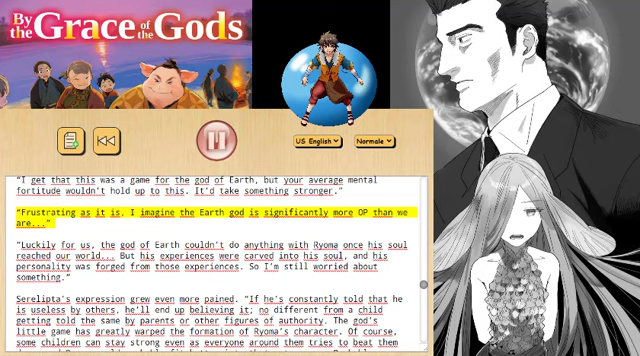 By the Grace of the Gods
US English
Normale
"I get that this was a game for the god of Earth, but your average mental
fortitude wouldn't hold up to this. It'd take something stronger."
"Frustrating as it is, I imagine the Earth god is significantly more OP than we
are..."
"Luckily for us, the god of Earth couldn't do anything with Ryoma once his soul
reached our world... But his experiences were carved into his soul, and his
personality was forged from those experiences. So I'm still worried about
something."
Serelipta's expression grew even more pained. "If he's constantly told that he
is useless by others, he'll end up believing it; no different from a child
getting told the same by parents or other figures of authority. The god's
little game has greatly warped the formation of Ryoma's character. Of course,
some children can stay strong even as everyone around them tries to beat them